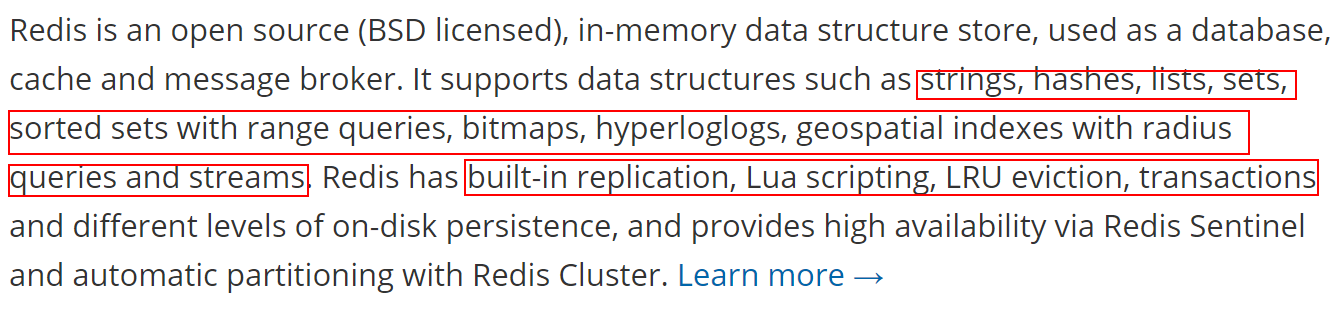 Redis is an open source (BSD licensed), in-memory data structure store, used as a database,
cache and message broker. It supports data structures such as strings, hashes, lists, sets,
sorted sets with range queries, bitmaps, hyperloglogs, geospatial indexes with radius
queries and streams. Redis has built-in replication, Lua scripting, LRU eviction, transactions
and different levels of on-disk persistence, and provides high availability via Redis Sentinel
and automatic partitioning with Redis Cluster. Learn more →